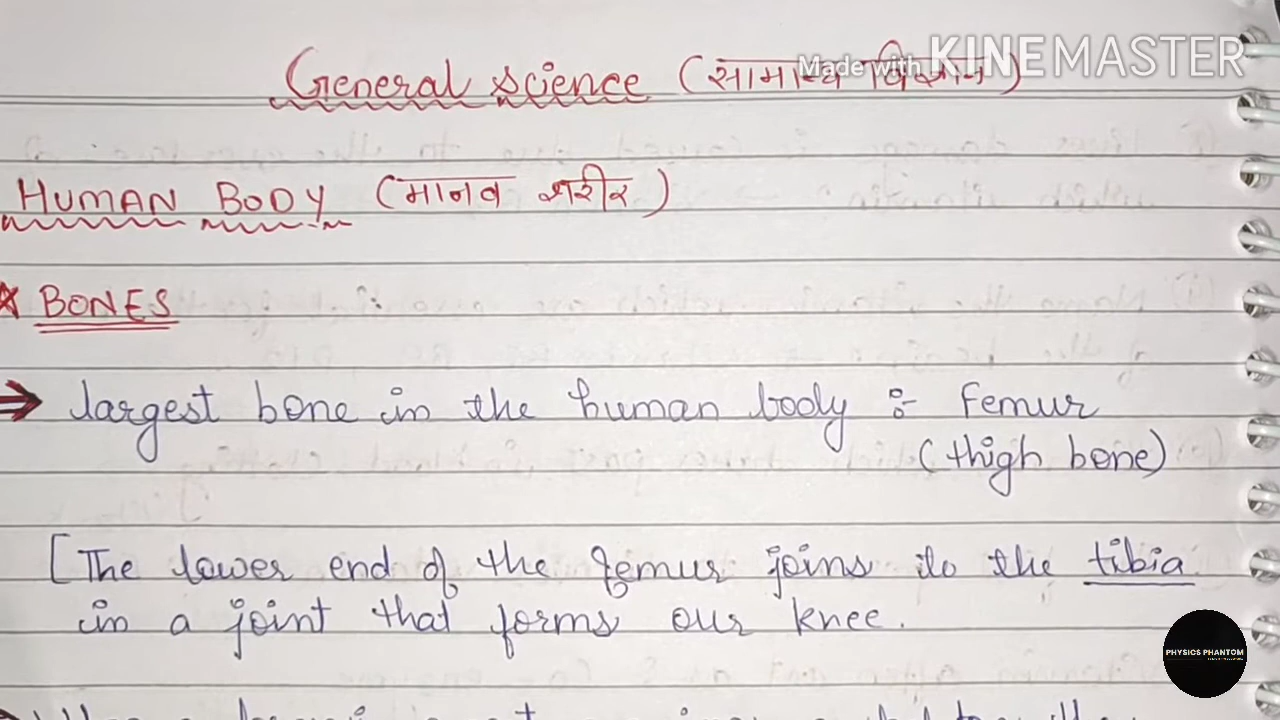 General science (सामान्य विज्ञान)
Made with KINEMASTER
HUMAN BODY (मानव शरीर)
BONES
⇒ largest bone in the human body :- Femur
(thigh bone)
[The lower end of the femur joins to the tibia
in a joint that forms our knee.
PHYSICS PHANTOM